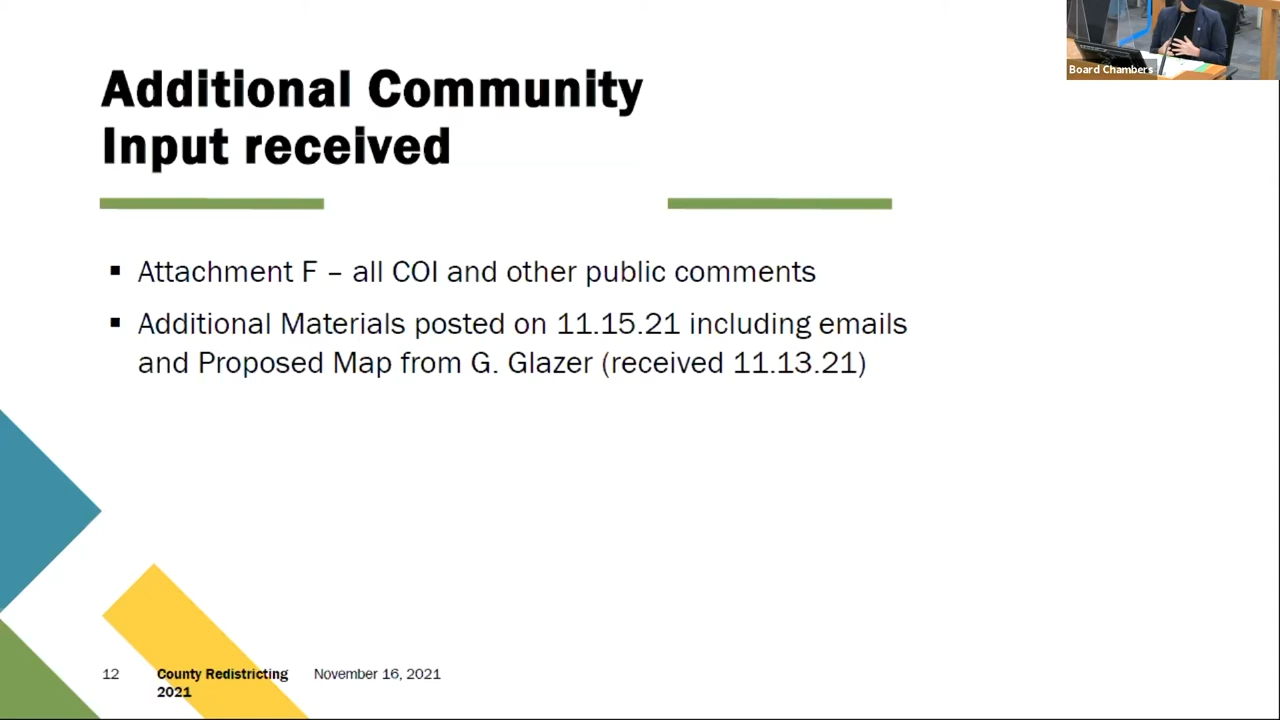 Board Chambers
Additional Community
Input received
▪ Attachment F – all COI and other public comments
▪ Additional Materials posted on 11.15.21 including emails
and Proposed Map from G. Glazer (received 11.13.21)
12 County Redistricting November 16, 2021
2021